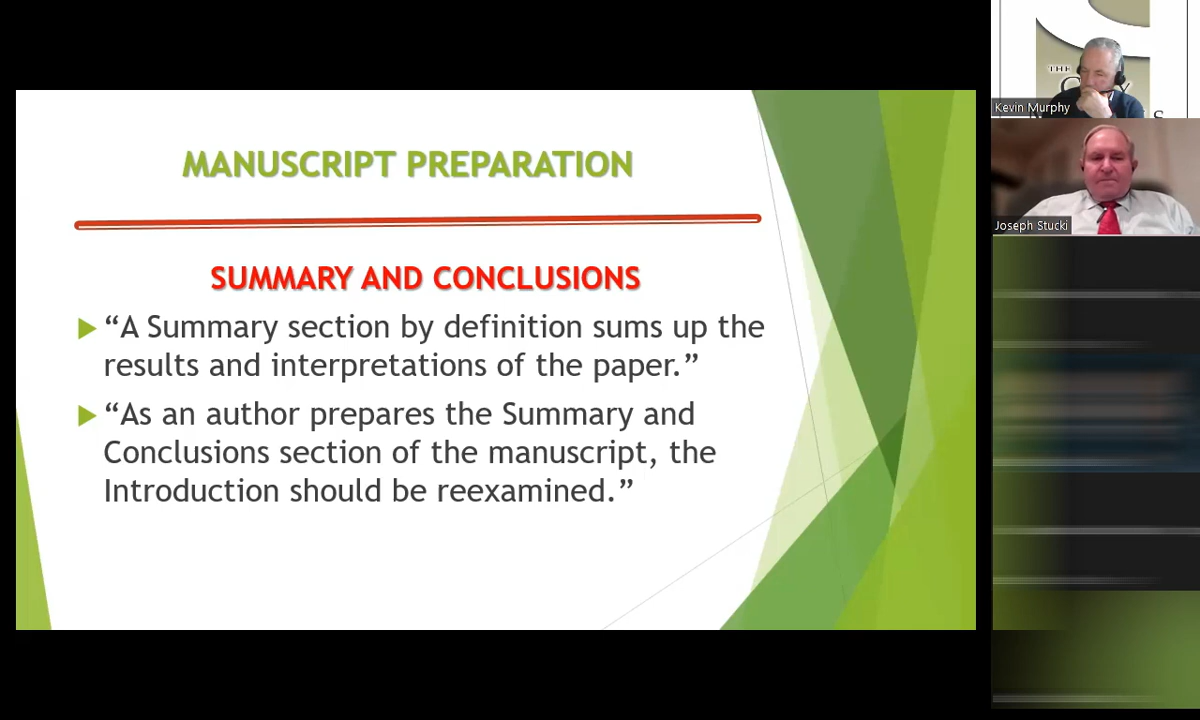 MANUSCRIPT PREPARATION
SUMMARY AND CONCLUSIONS
“A Summary section by definition sums up the
results and interpretations of the paper.”
“As an author prepares the Summary and
Conclusions section of the manuscript, the
Introduction should be reexamined.”
THE
Kevin Murphy
Joseph Stucki